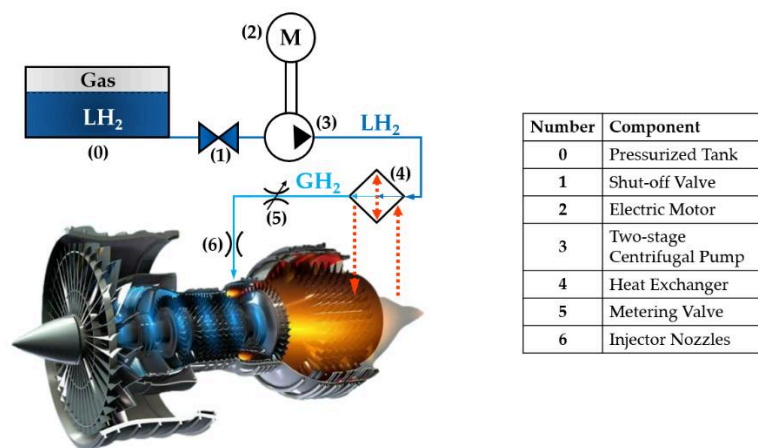 (2)
M
Gas
LH₂
(0)
(1)
(3)
LH₂
GH₂
(4)
(5)
(6)
Number Component
0 Pressurized Tank
1 Shut-off Valve
2 Electric Motor
3 Two-stage
Centrifugal Pump
4 Heat Exchanger
5 Metering Valve
6 Injector Nozzles